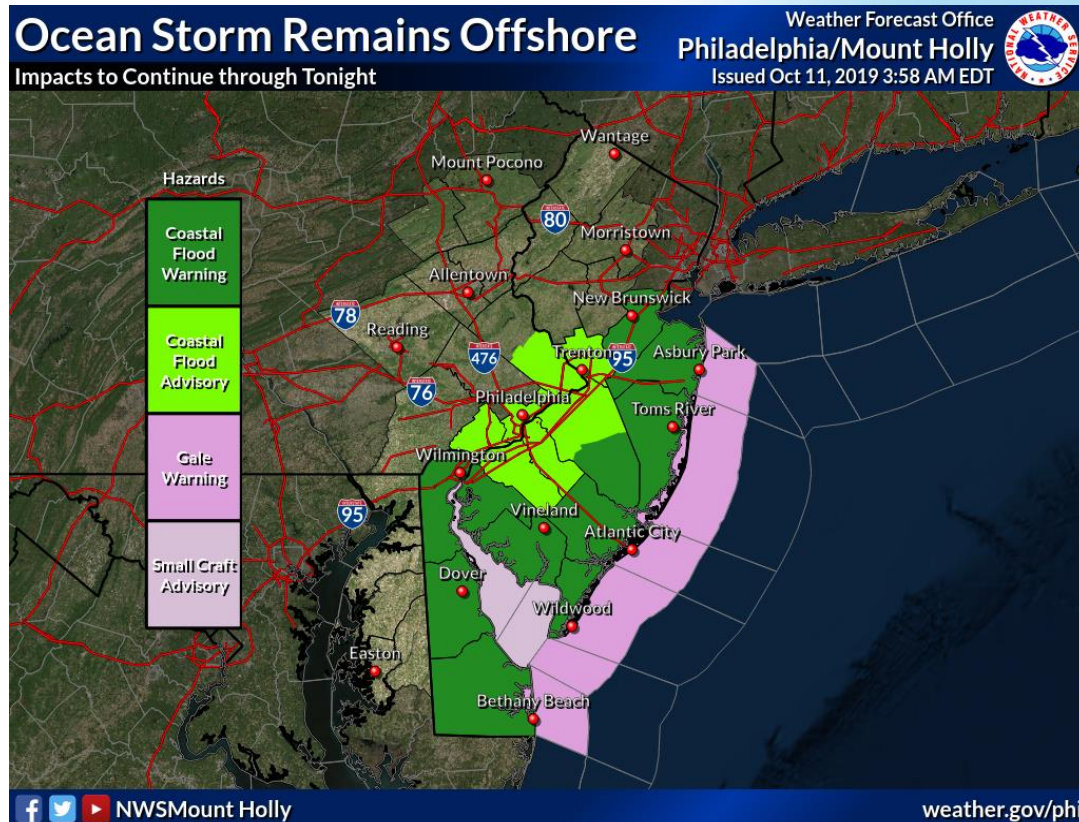 Ocean Storm Remains Offshore
Impacts to Continue through Tonight
Weather Forecast Office
Philadelphia/Mount Holly
Issued Oct 11, 2019 3:58 AM EDT
NATIONAL WEATHER SERVICE
Hazards
Coastal
Flood
Warning
Coastal
Flood
Advisory
Gale
Warning
Small Craft
Advisory
Wantage
Mount Pocono
80
Morristown
Allentown
New Brunswick
78
Reading
476
Trenton
95
Asbury Park
76
Philadelphia
Toms River
Wilmington
95
Vineland
Atlantic City
Dover
Wildwood
Easton
Bethany Beach
NWSMount Holly
weather.gov/phi